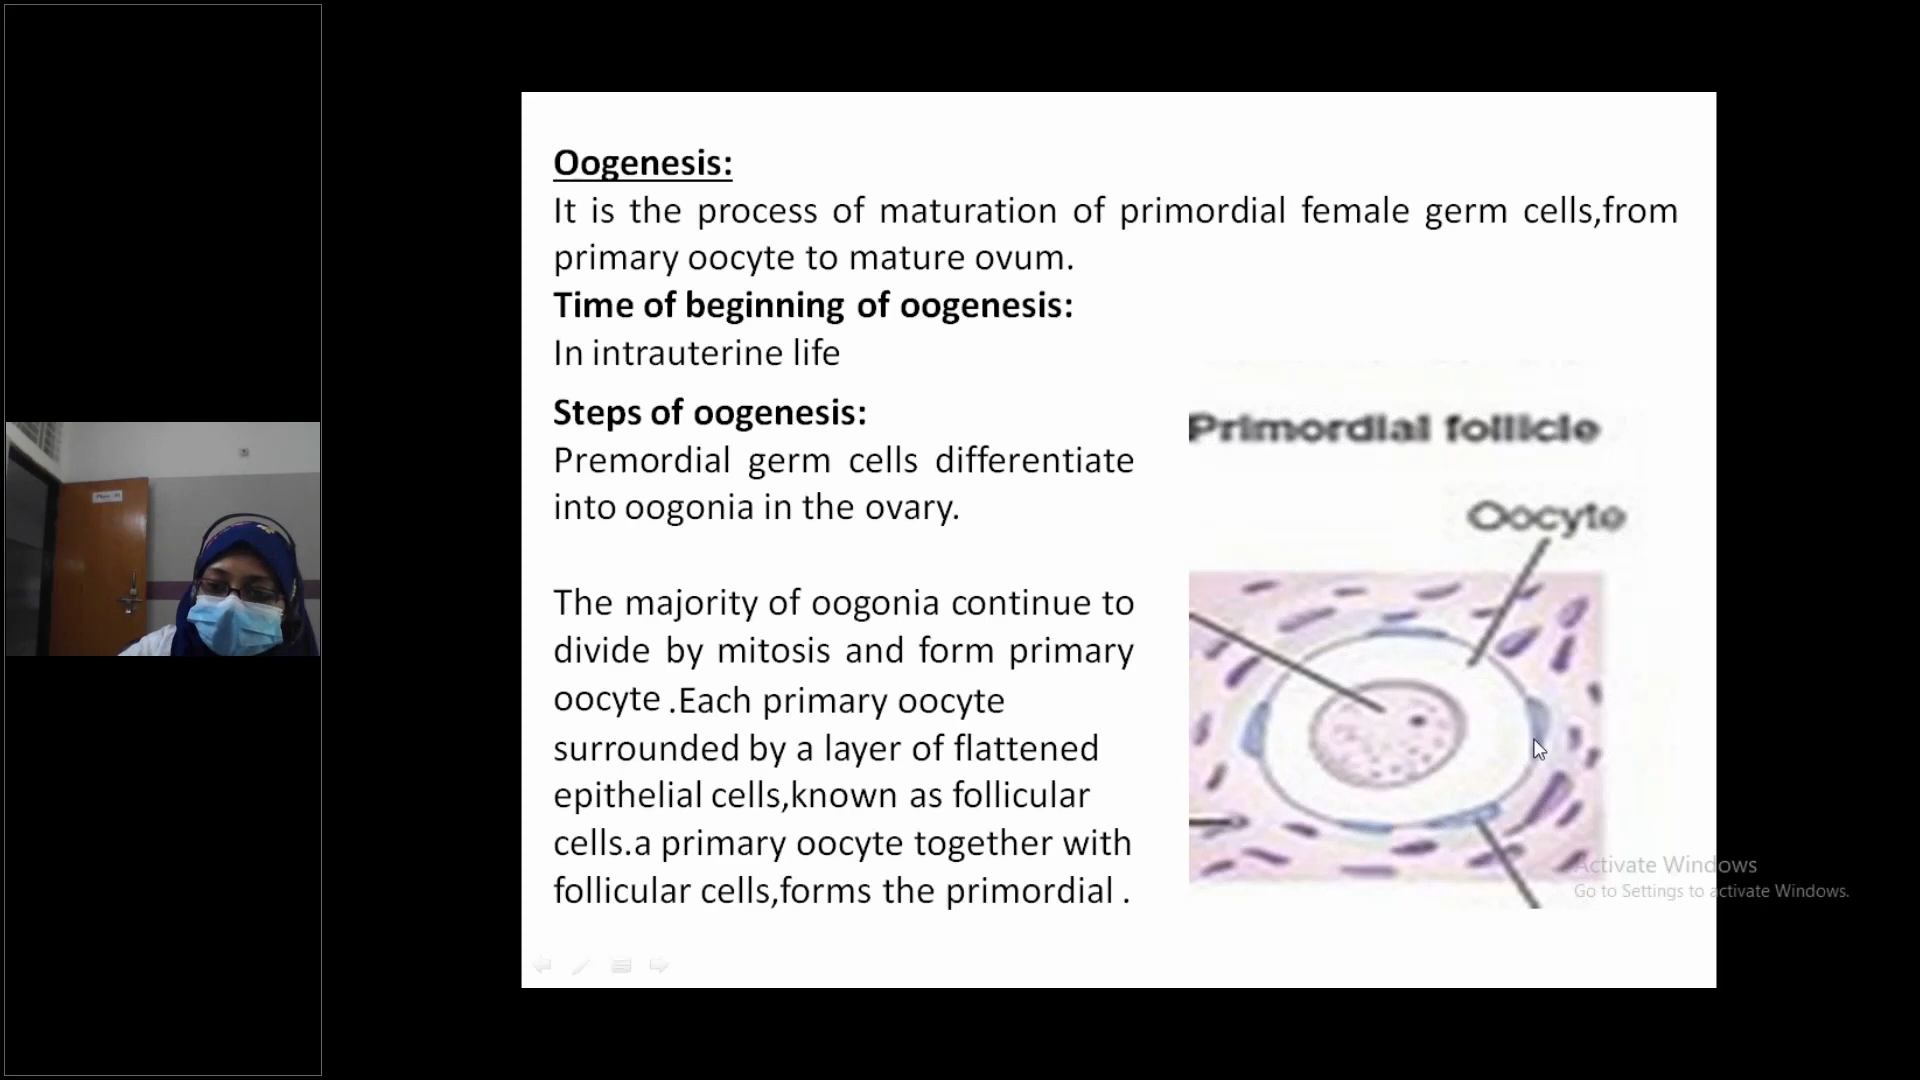 Oogenesis:
It is the process of maturation of primordial female germ cells,from
primary oocyte to mature ovum.
Time of beginning of oogenesis:
In intrauterine life
Steps of oogenesis:
Premordial germ cells differentiate
into oogonia in the ovary.
The majority of oogonia continue to
divide by mitosis and form primary
oocyte .Each primary oocyte
surrounded by a layer of flattened
epithelial cells,known as follicular
cells.a primary oocyte together with
follicular cells,forms the primordial .
Primordial follicle
Oocyte
Activate Windows
Go to Settings to activate Windows.